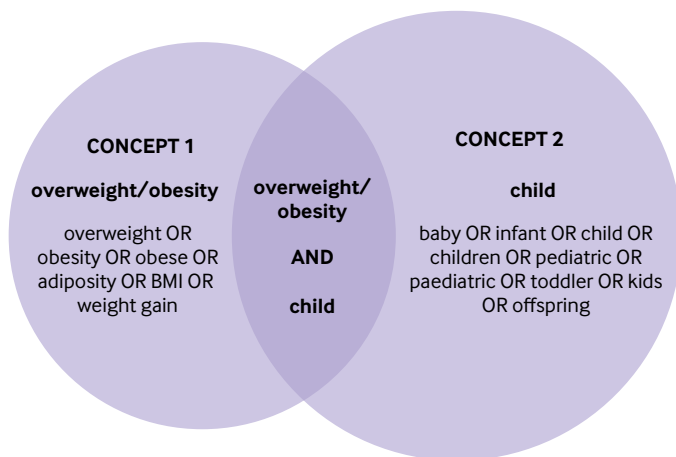 CONCEPT 1
overweight/obesity
overweight OR
obesity OR obese OR
adiposity OR BMI OR
weight gain
overweight/
obesity
AND
child
CONCEPT 2
child
baby OR infant OR child OR
children OR pediatric OR
paediatric OR toddler OR kids
OR offspring